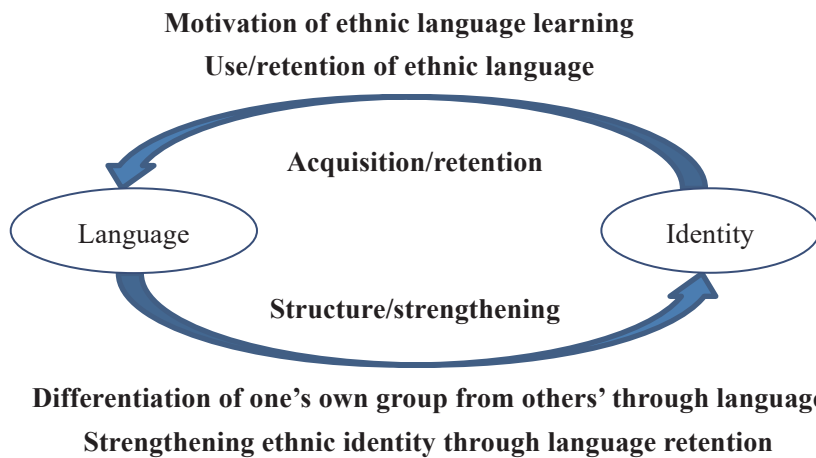 Motivation of ethnic language learning
Use/retention of ethnic language
Acquisition/retention
Language
Identity
Structure/strengthening
Differentiation of one’s own group from others’ through language
Strengthening ethnic identity through language retention